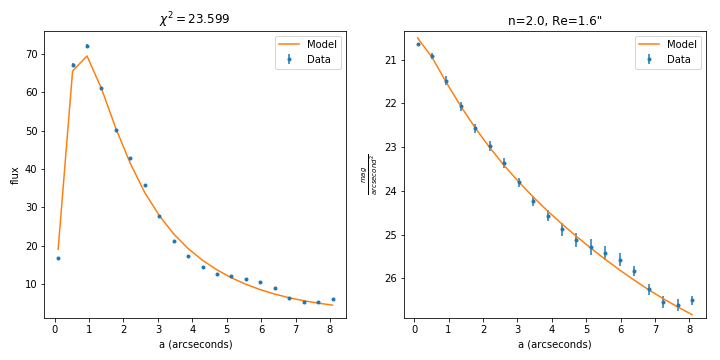 χ² = 23.599
Model
Data
flux
70
60
50
40
30
20
10
0 1 2 3 4 5 6 7 8
a (arcseconds)
n=2.0, Re=1.6"
Model
Data
mag
arcsecond²
21
22
23
24
25
26
0 1 2 3 4 5 6 7 8
a (arcseconds)